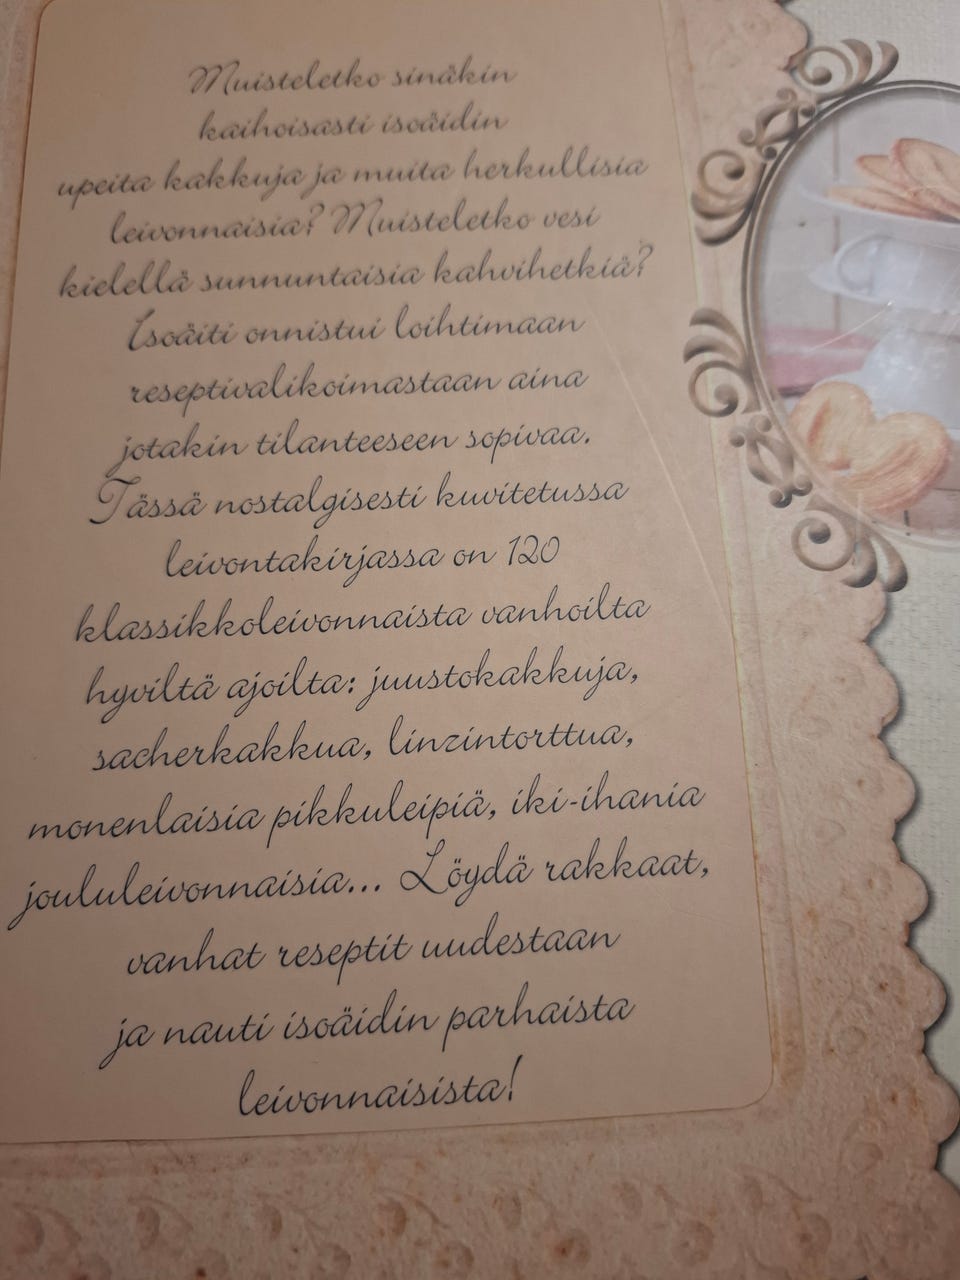 Muisteletko sinäkin
kaihoisasti isoäidin
upeita kakkuja ja muita herkullisia
leivonnaisia? Muisteletko vesi
kielellä sunnuntaisia kahvihetkiä?
Isoäiti onnistui loihtimaan
reseptivalikoimastaan aina
jotakin tilanteeseen sopivaa.
Tässä nostalgisesti kuvitetussa
leivontakirjassa on 120
klassikkoleivonnaista vanhoilta
hyviltä ajoilta: juustokakkuja,
sacherkakkua, linzintorttua,
monenlaisia pikkuleipiä, iki-ihania
joululeivonnaisia... Löydä rakkaat,
vanhat reseptit uudestaan
ja nauti isoäidin parhaista
leivonnaisista!